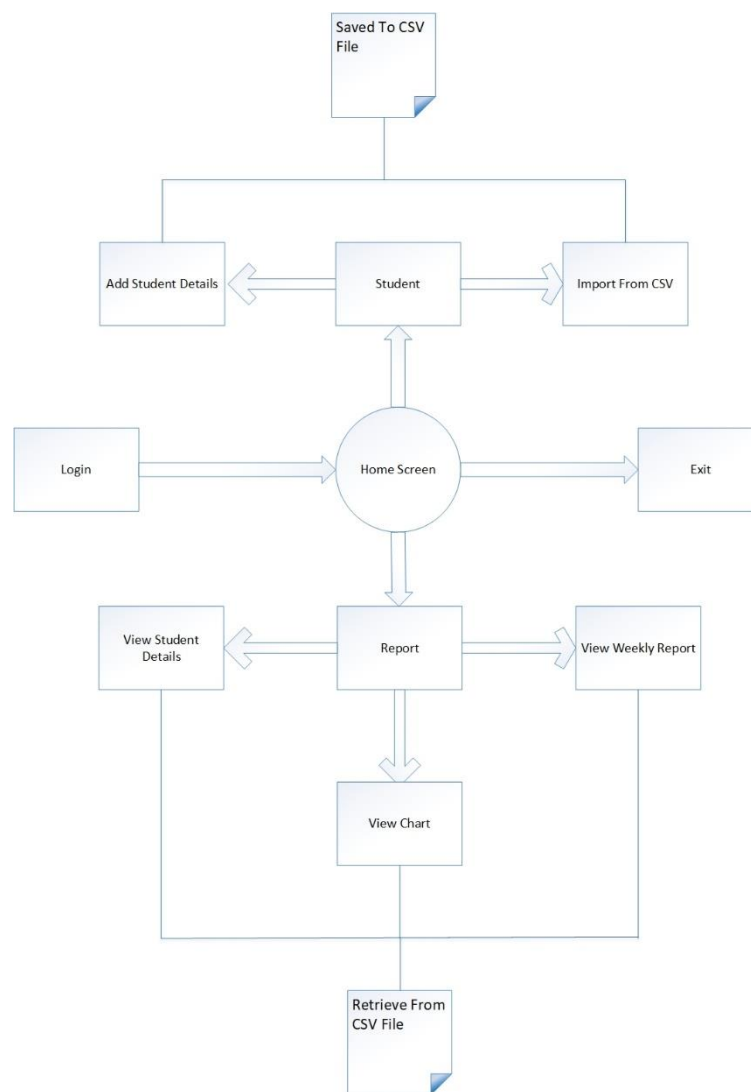 Saved To CSV
File
Add Student Details
Student
Import From CSV
Login
Home Screen
Exit
View Student
Details
Report
View Weekly Report
View Chart
Retrieve From
CSV File